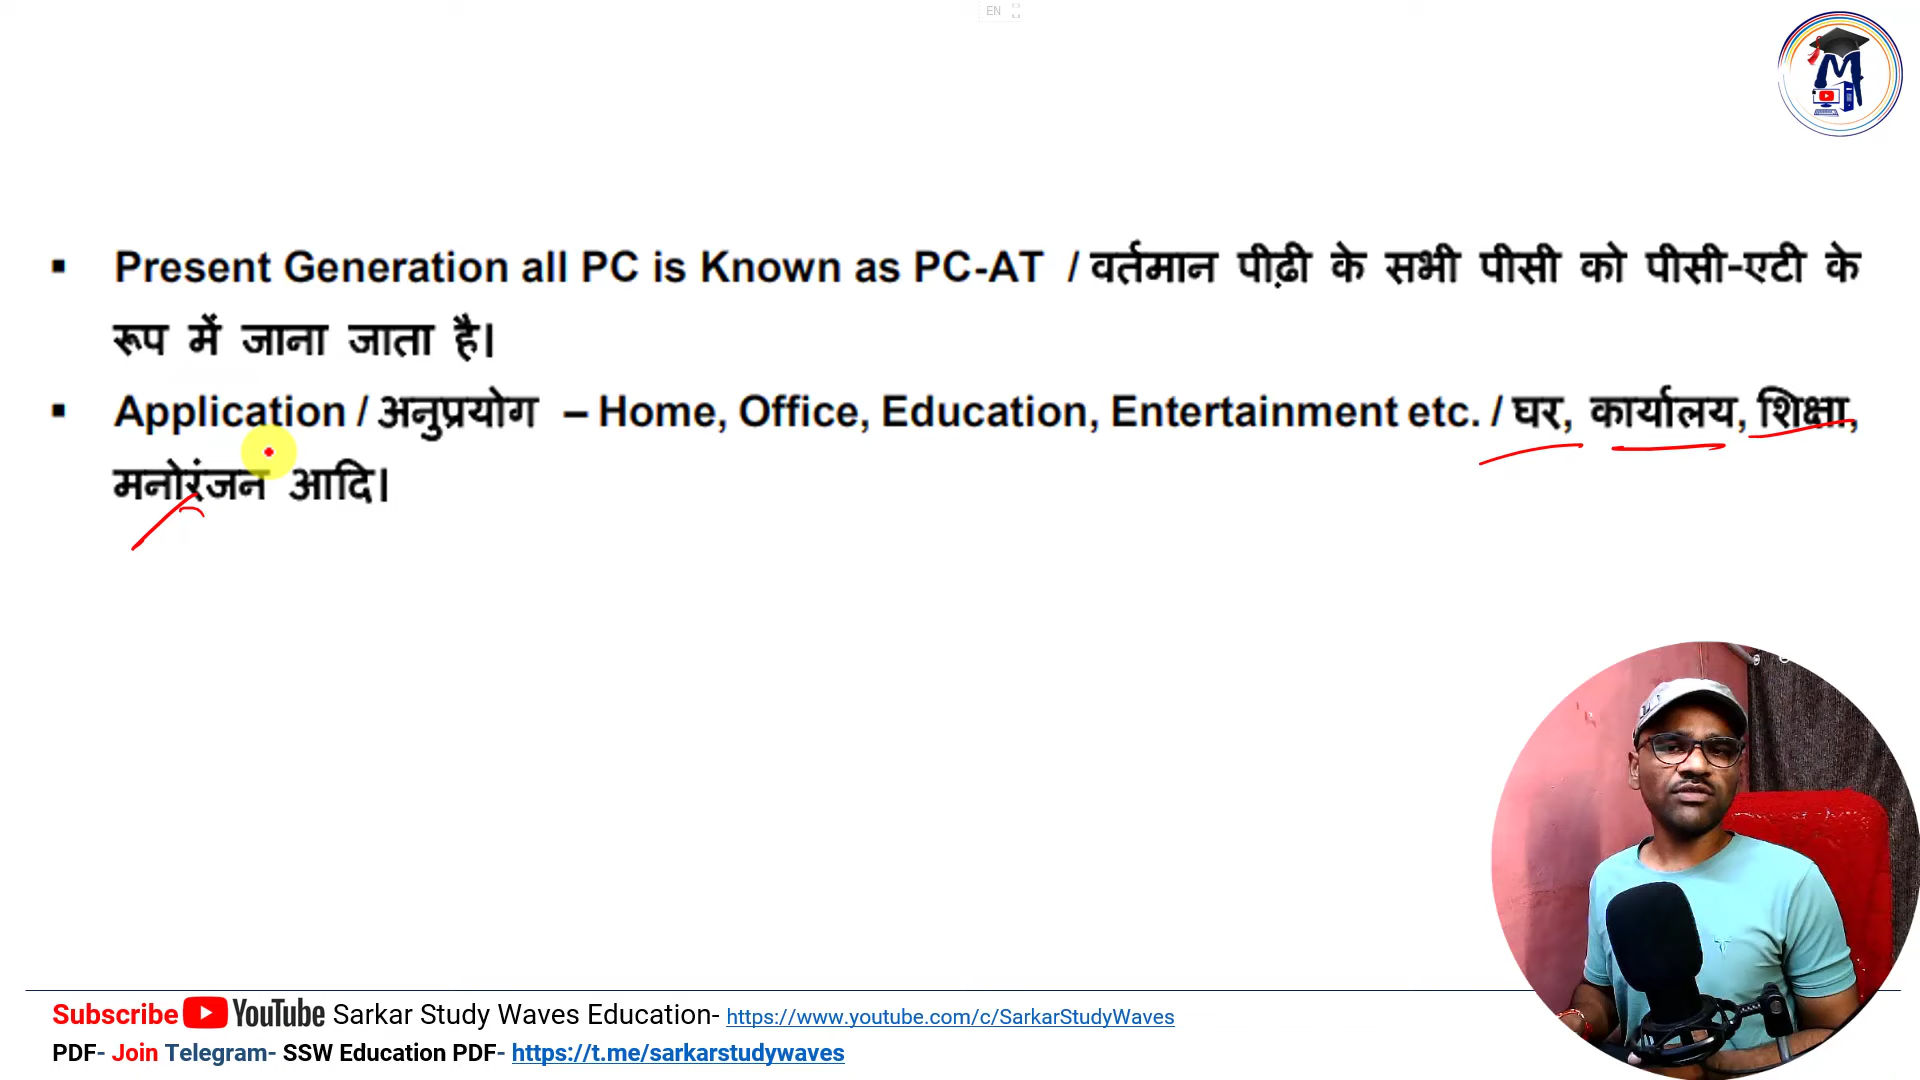 EN
▪ Present Generation all PC is Known as PC-AT / वर्तमान पीढ़ी के सभी पीसी को पीसी-एटी के
रूप में जाना जाता है।
▪ Application / अनुप्रयोग – Home, Office, Education, Entertainment etc. / घर, कार्यालय, शिक्षा,
मनोरंजन आदि।
Subscribe YouTube Sarkar Study Waves Education- https://www.youtube.com/c/SarkarStudyWaves
PDF- Join Telegram- SSW Education PDF- https://t.me/sarkarstudywaves